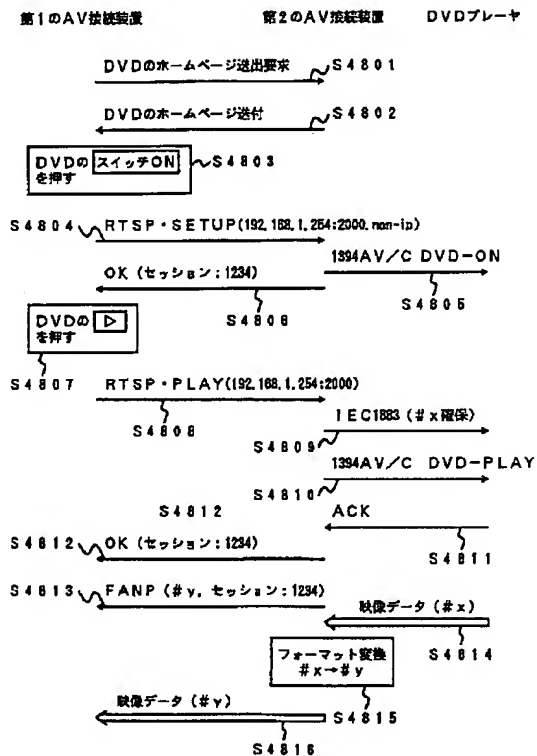 第1のAV接続装置 第2のAV接続装置 DVDプレーヤ
DVDのホームページ送出要求 S4801
DVDのホームページ送付 S4802
DVDの スイッチON
を押す
S4803
S4804 RTSP・SETUP(192.168.1.254:2000.non-ip)
1394AV/C DVD-ON
OK (セッション:1234)
S4805
S4806
DVDの ▷
を押す
S4807 RTSP・PLAY(192.168.1.254:2000)
S4808
IEC1883 (#x確保)
S4809
1394AV/C DVD-PLAY
S4810
S4812
ACK
S4812 OK (セッション:1234)
S4811
S4813 FANP (#y, セッション:1234)
映像データ (#x)
S4814
フォーマット変換
#x→#y
映像データ (#y)
S4815
S4816